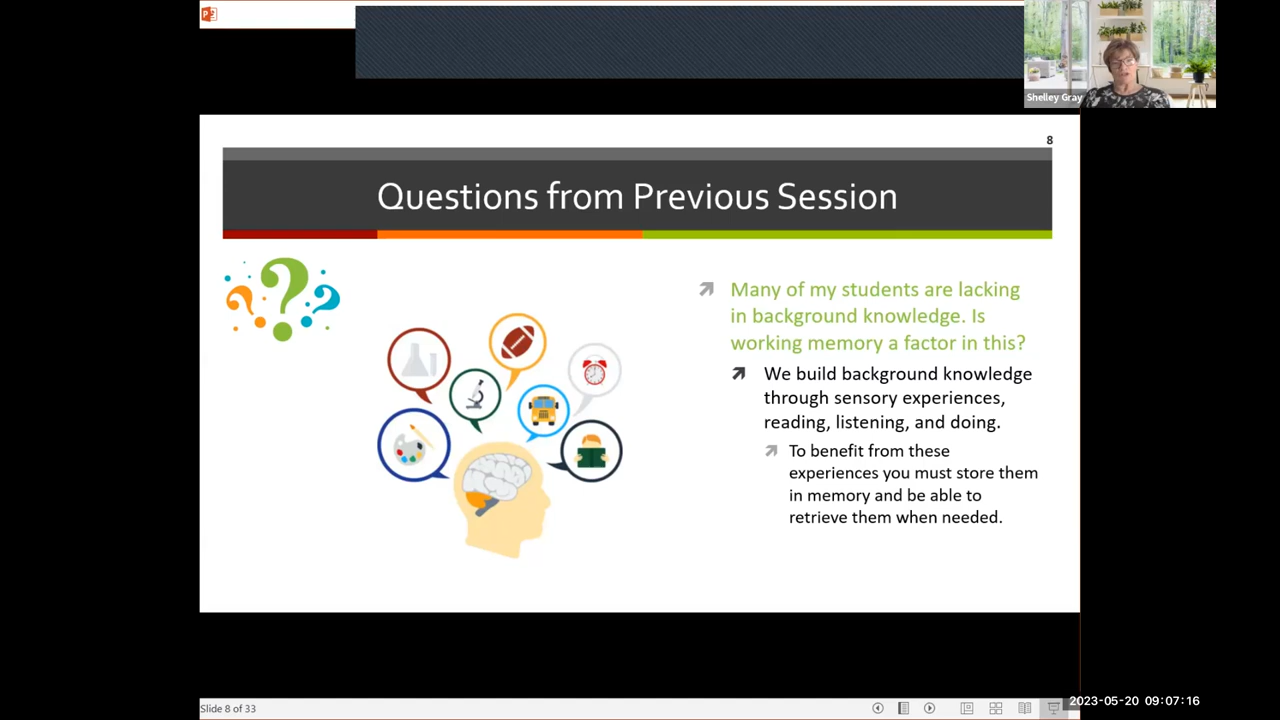 Shelley Gray
8
Questions from Previous Session
Many of my students are lacking
in background knowledge. Is
working memory a factor in this?
We build background knowledge
through sensory experiences,
reading, listening, and doing.
To benefit from these
experiences you must store them
in memory and be able to
retrieve them when needed.
Slide 8 of 33
2023-05-20 09:07:16